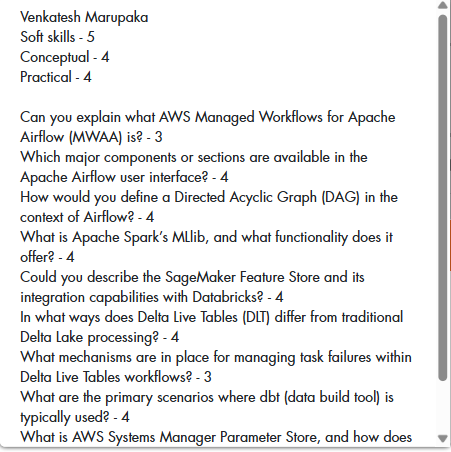 Venkatesh Marupaka
Soft skills - 5
Conceptual - 4
Practical - 4
Can you explain what AWS Managed Workflows for Apache
Airflow (MWAA) is? - 3
Which major components or sections are available in the
Apache Airflow user interface? - 4
How would you define a Directed Acyclic Graph (DAG) in the
context of Airflow? - 4
What is Apache Spark’s MLlib, and what functionality does it
offer? - 4
Could you describe the SageMaker Feature Store and its
integration capabilities with Databricks? - 4
In what ways does Delta Live Tables (DLT) differ from traditional
Delta Lake processing? - 4
What mechanisms are in place for managing task failures within
Delta Live Tables workflows? - 3
What are the primary scenarios where dbt (data build tool) is
typically used? - 4
What is AWS Systems Manager Parameter Store, and how does